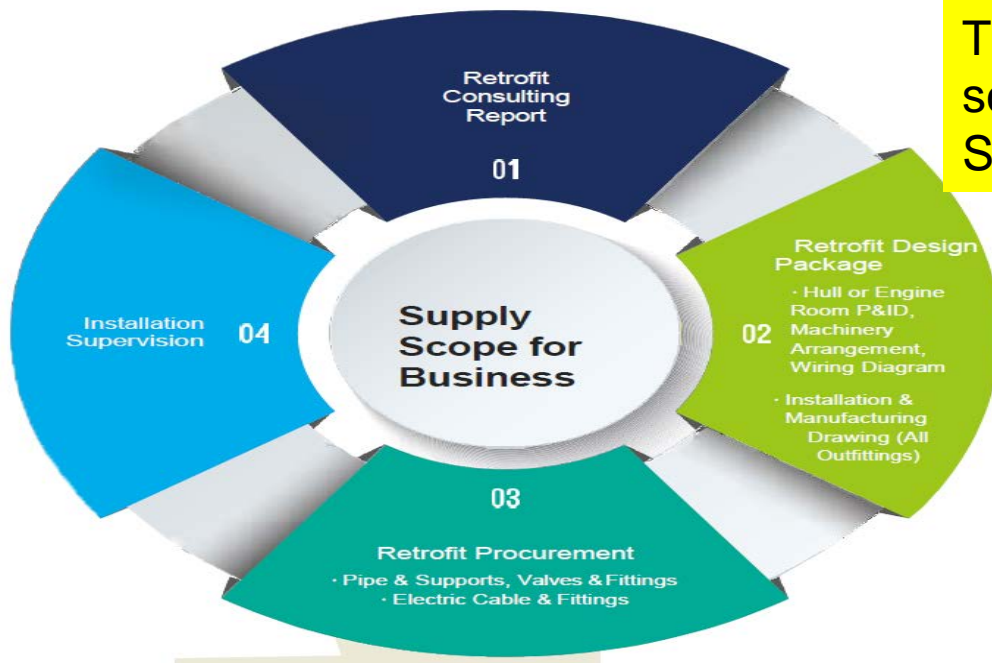 Retrofit
Consulting
Report
01
Retrofit Design
Package
· Hull or Engine
Room P&ID,
Machinery
Arrangement,
Wiring Diagram
· Installation &
Manufacturing
Drawing (All
Outfittings)
02
03
Retrofit Procurement
· Pipe & Supports, Valves & Fittings
· Electric Cable & Fittings
Installation
Supervision
04
Supply
Scope for
Business